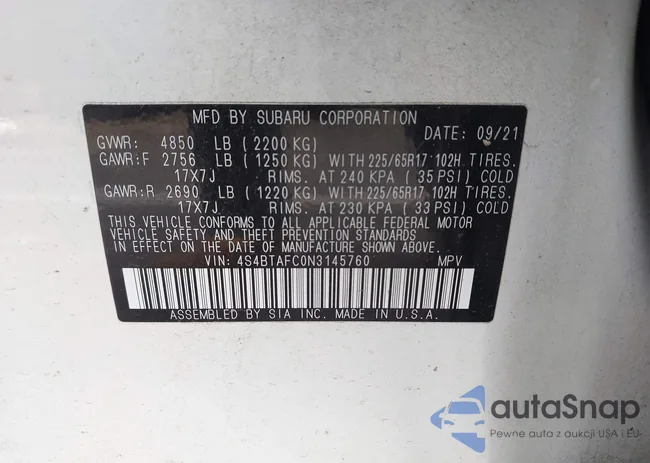 MFD BY SUBARU CORPORATION
DATE: 09/21
GVWR: 4850 LB (2200 KG)
GAWR:F 2756 LB (1250 KG) WITH 225/65R17 102H TIRES.
17X7J RIMS. AT 240 KPA (35 PSI) COLD
GAWR:R 2690 LB (1220 KG) WITH 225/65R17 102H TIRES.
17X7J RIMS. AT 230 KPA (33 PSI) COLD
THIS VEHICLE CONFORMS TO ALL APPLICABLE FEDERAL MOTOR
VEHICLE SAFETY AND THEFT PREVENTION STANDARDS
IN EFFECT ON THE DATE OF MANUFACTURE SHOWN ABOVE.
VIN: 4S4BTAFC0N3145760 MPV
ASSEMBLED BY SIA INC. MADE IN U.S.A.
autoSnap
Pewne auta z aukcji USA i EU